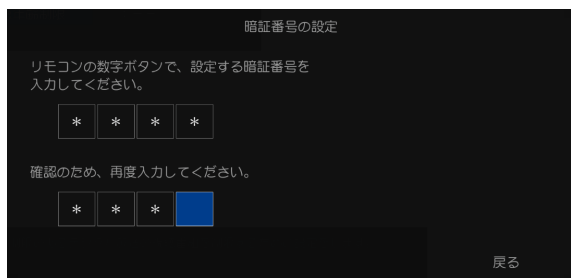 暗証番号の設定
リモコンの数字ボタンで、設定する暗証番号を
入力してください。
* * * *
確認のため、再度入力してください。
* * *
戻る